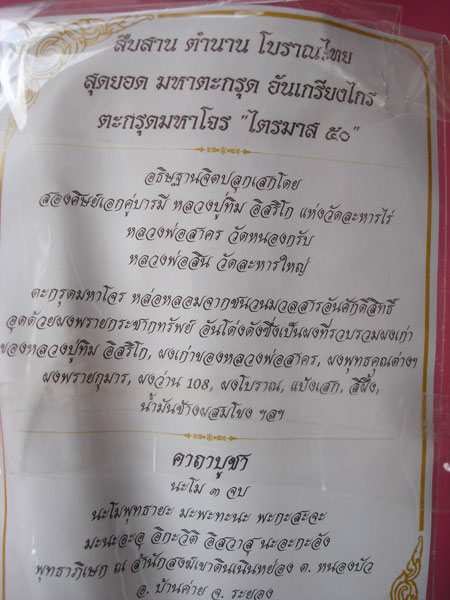 สืบสาน ตำนาน โบราณไทย
สุดยอด มหาตะกรุด อันเกรียงไกร
ตะกรุดมหาโจร "ไตรมาส ๕๐"
อธิษฐานจิตปลุกเสกโดย
สองศิษย์เอกคู่บารมี หลวงปู่ทิม อิสริโก แห่งวัดละหารไร่
หลวงพ่อสาคร วัดหนองกรับ
หลวงพ่อสิน วัดละหารใหญ่
ตะกรุดมหาโจร หล่อหลอมจากชนวนมวลสารอันศักดิ์สิทธิ์
อุดด้วยผงพรายกระชากทรัพย์ อันโด่งดังซึ่งเป็นผงที่รวบรวมผงเก่า
ของหลวงปู่ทิม อิสริโก, ผงเก่าของหลวงพ่อสาคร, ผงพุทธคุณต่างๆ
ผงพรายกุมาร, ผงว่าน 108, ผงโบราณ, แป้งเสก, สีผึ้ง,
น้ำมันช้างผสมโขง ฯลฯ
คาถาบูชา
นะโม ๓ จบ
นะโมพุทธายะ มะพะทะนะ พะกะสะจะ
มะนะอะอุ อิกะวิติ อิสวาสุ นะอะกะอัง
พุทธาภิเษก ณ สำนักสงฆ์เขาดินเนินหย่อง ต. หนองบัว
อ. บ้านค่าย จ. ระยอง